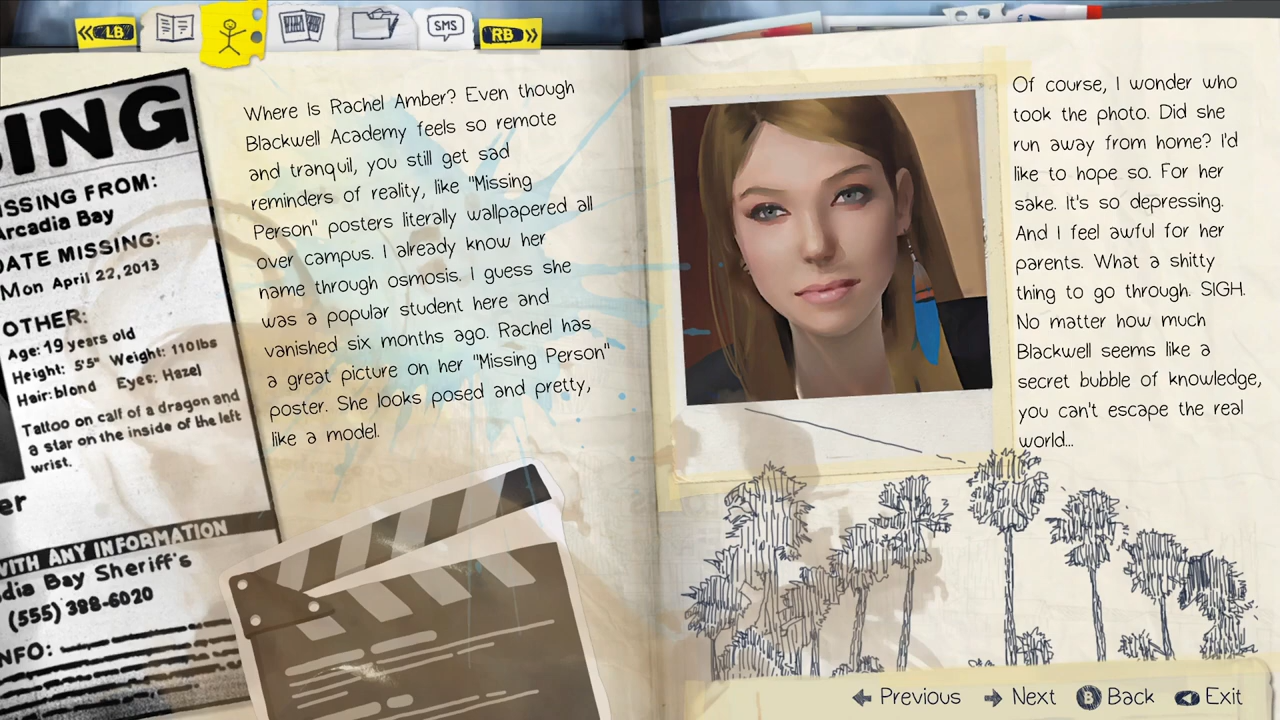 LB
SMS
RB
SING
ISSING FROM:
Arcadia Bay
DATE MISSING:
Mon April 22, 2013
OTHER:
Age: 19 years old
Height: 5'5" Weight: 110lbs
Hair: blond Eyes: Hazel
Tattoo on calf of a dragon and
a star on the inside of the left
wrist.
er
WITH ANY INFORMATION
dia Bay Sheriff's
(555) 388-6020
NFO:
Where Is Rachel Amber? Even though
Blackwell Academy feels so remote
and tranquil, you still get sad
reminders of reality, like "Missing
Person" posters literally wallpapered all
over campus. I already know her
name through osmosis. I guess she
was a popular student here and
vanished six months ago. Rachel has
a great picture on her "Missing Person"
poster. She looks posed and pretty,
like a model.
Of course, I wonder who
took the photo. Did she
run away from home? I'd
like to hope so. For her
sake. It's so depressing.
And I feel awful for her
parents. What a shitty
thing to go through. SIGH.
No matter how much
Blackwell seems like a
secret bubble of knowledge,
you can't escape the real
world...
Previous Next B Back Exit